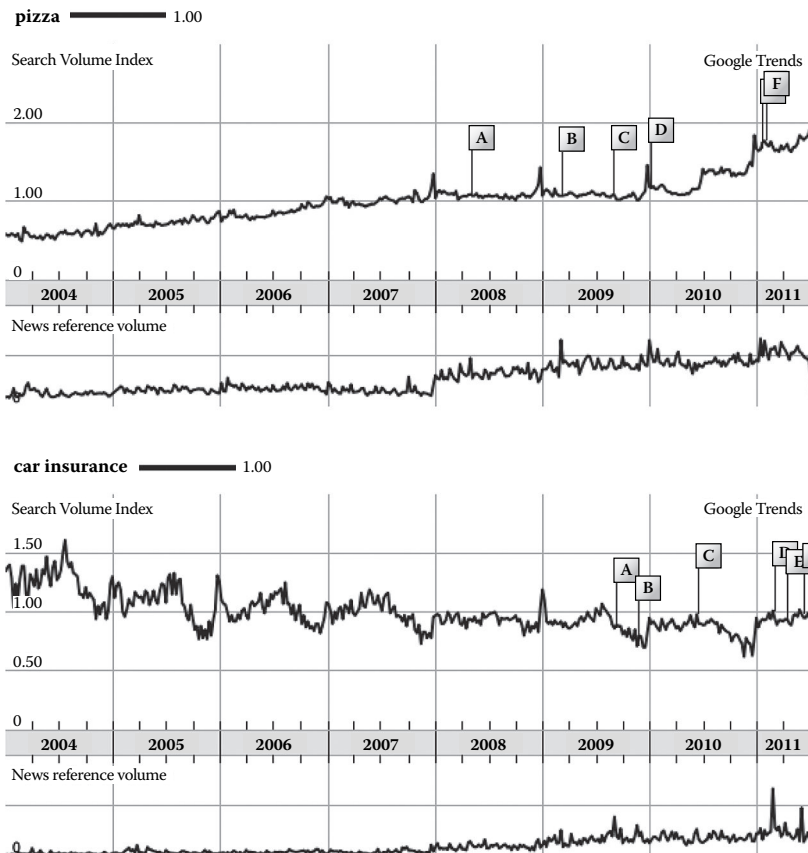 pizza 1.00
Search Volume Index Google Trends
F
2.00
A B C D
1.00
0
2004 2005 2006 2007 2008 2009 2010 2011
News reference volume
0
car insurance 1.00
Search Volume Index Google Trends
1.50
A B C D E
1.00
0.50
0
2004 2005 2006 2007 2008 2009 2010 2011
News reference volume
0